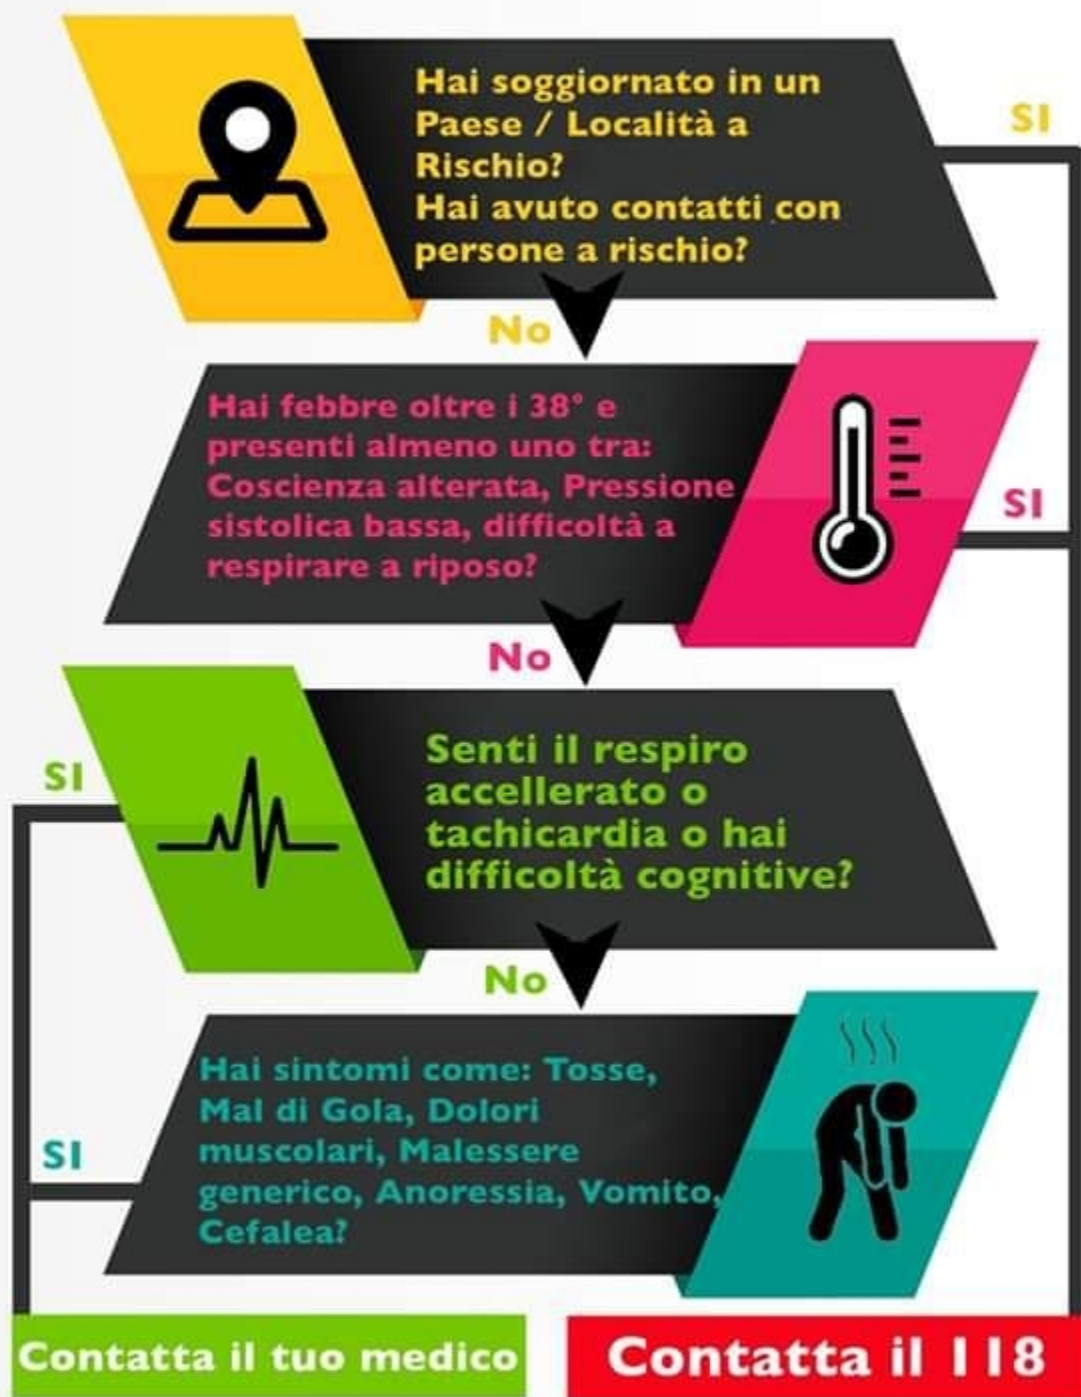 Hai soggiornato in un
Paese / Località a
Rischio?
Hai avuto contatti con
persone a rischio?
SI
No
Hai febbre oltre i 38° e
presenti almeno uno tra:
Coscienza alterata, Pressione
sistolica bassa, difficoltà a
respirare a riposo?
SI
No
Senti il respiro
accellerato o
tachicardia o hai
difficoltà cognitive?
SI
No
Hai sintomi come: Tosse,
Mal di Gola, Dolori
muscolari, Malessere
generico, Anoressia, Vomito,
Cefalea?
SI
Contatta il tuo medico
Contatta il 118